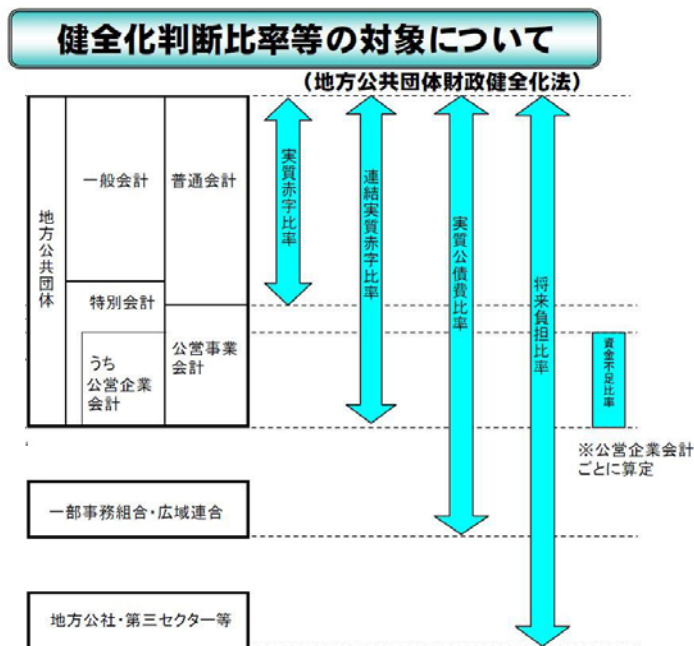 健全化判断比率等の対象について
(地方公共団体財政健全化法)
地方公共団体
一般会計
普通会計
特別会計
うち
公営企業
会計
公営事業
会計
実質赤字比率
連結実質赤字比率
実質公債費比率
将来負担比率
資金不足比率
※公営企業会計
ごとに算定
一部事務組合・広域連合
地方公社・第三セクター等